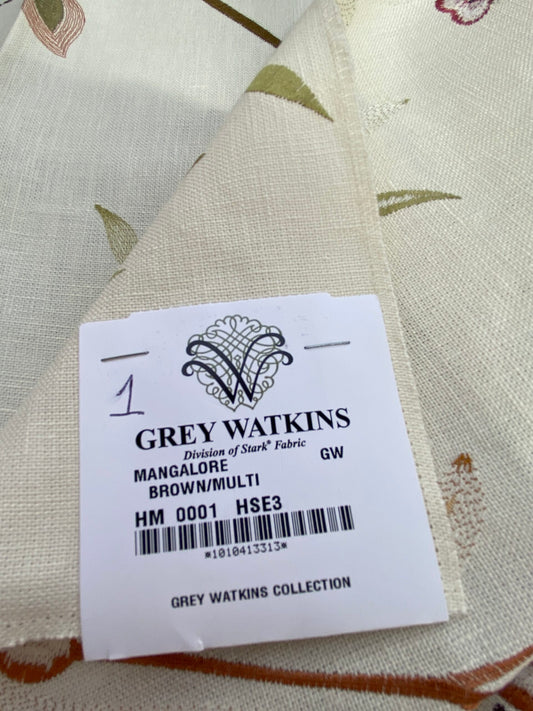 1
W
GREY WATKINS
Division of Stark® Fabric
MANGALORE GW
BROWN/MULTI
HM 0001 HSE3
*1010413313*
GREY WATKINS COLLECTION